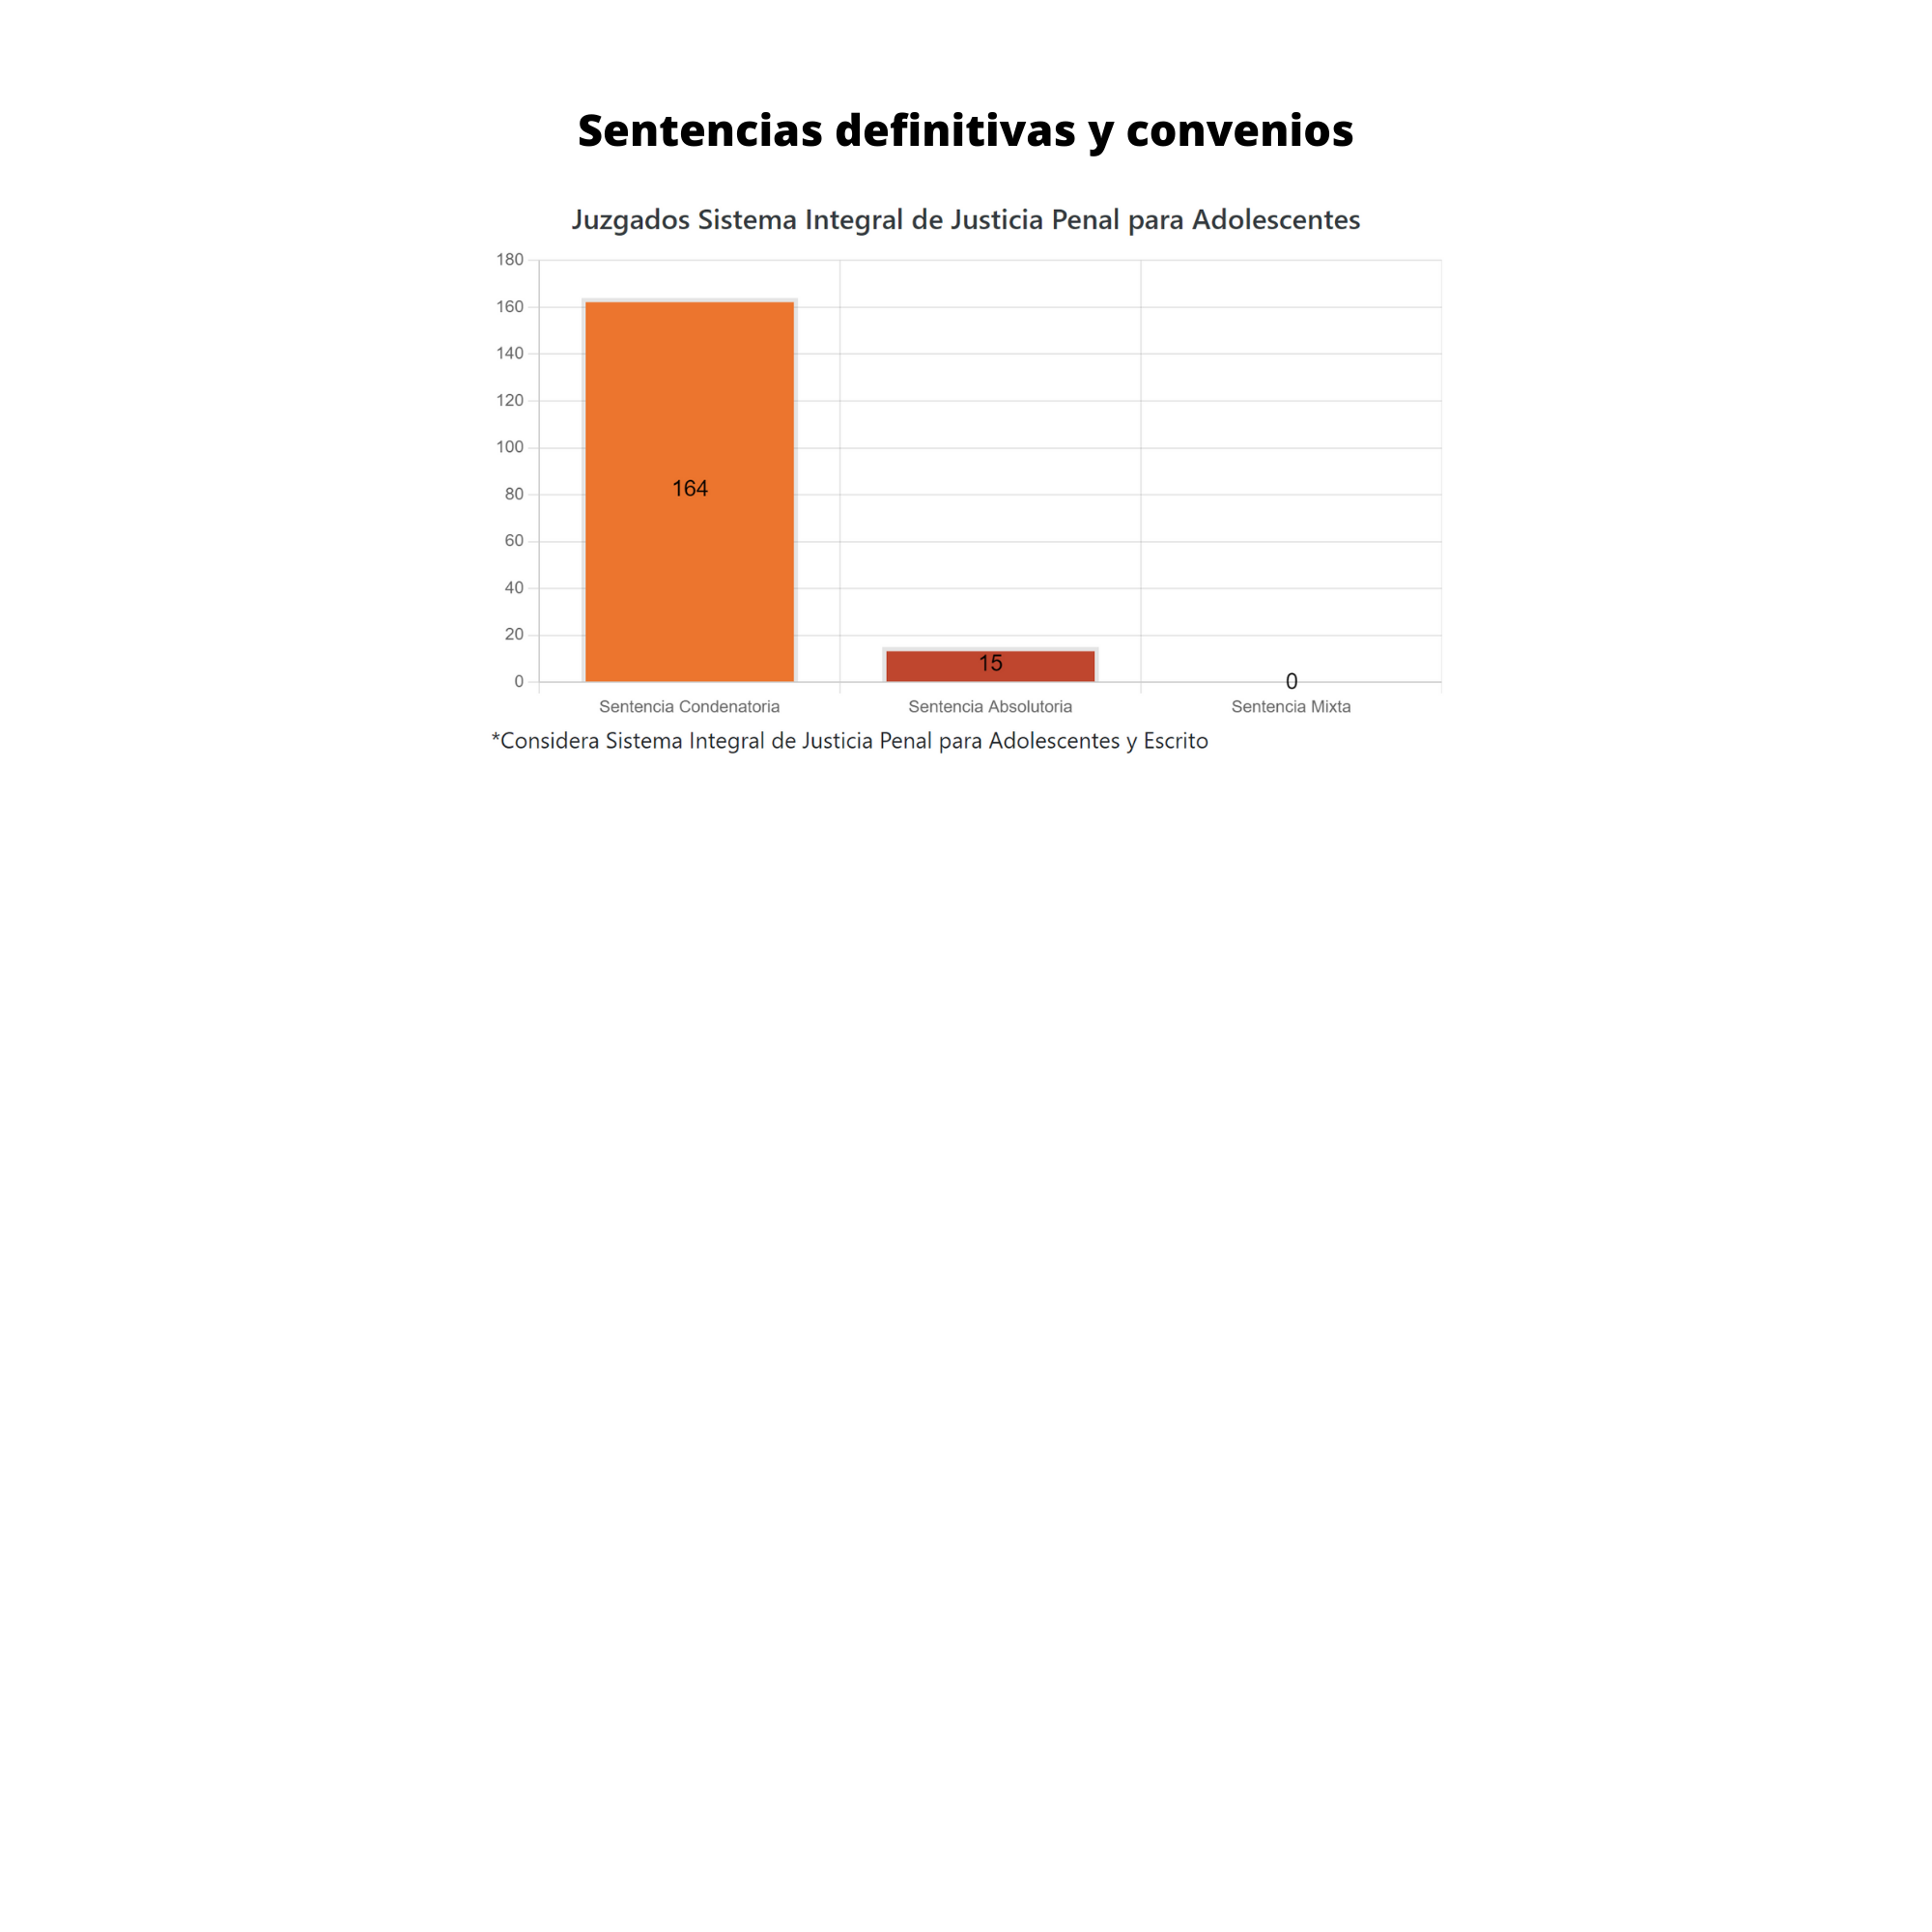 Sentencias definitivas y convenios
Juzgados Sistema Integral de Justicia Penal para Adolescentes
180
160
140
120
100
80
60
40
20
0
164
15
0
Sentencia Condenatoria
Sentencia Absolutoria
Sentencia Mixta
*Considera Sistema Integral de Justicia Penal para Adolescentes y Escrito